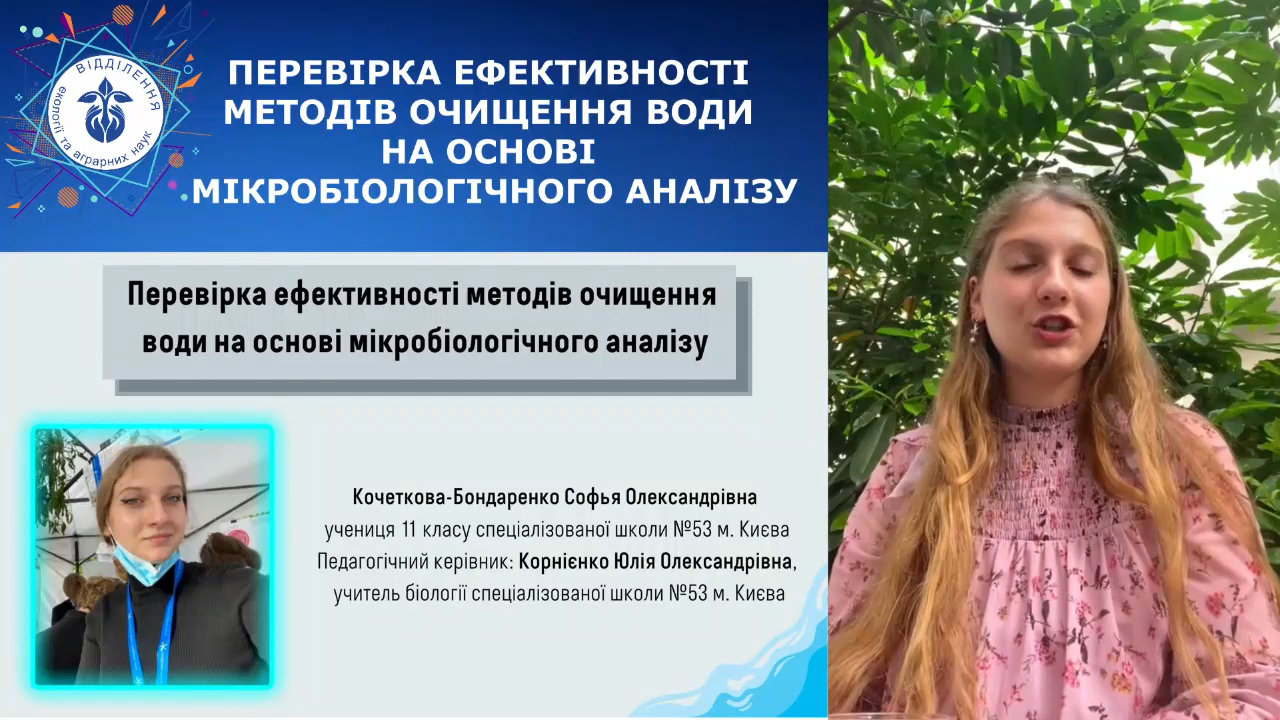 ВІДДІЛЕННЯ
екології та аграрних наук
ПЕРЕВІРКА ЕФЕКТИВНОСТІ
МЕТОДІВ ОЧИЩЕННЯ ВОДИ
НА ОСНОВІ
МІКРОБІОЛОГІЧНОГО АНАЛІЗУ
Перевірка ефективності методів очищення
води на основі мікробіологічного аналізу
Кочеткова-Бондаренко Софья Олександрівна
учениця 11 класу спеціалізованої школи №53 м. Києва
Педагогічний керівник: Корнієнко Юлія Олександрівна,
учитель біології спеціалізованої школи №53 м. Києва